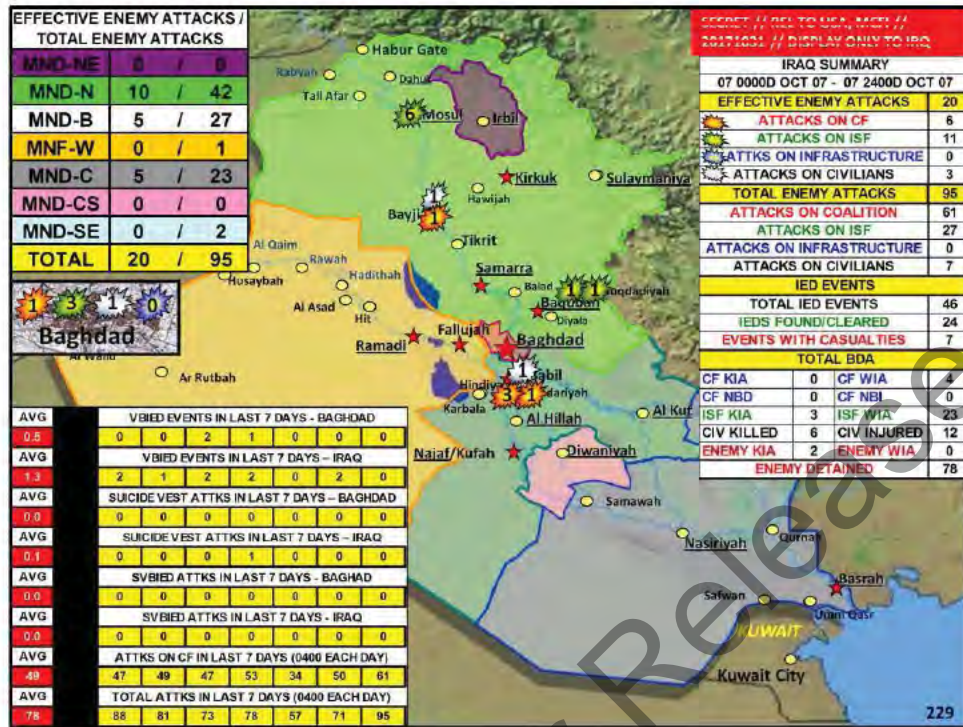 EFFECTIVE ENEMY ATTACKS /
TOTAL ENEMY ATTACKS
MND-NE 0 / 0
MND-N 10 / 42
MND-B 5 / 27
MNF-W 0 / 1
MND-C 5 / 23
MND-CS 0 / 0
MND-SE 0 / 2
TOTAL 20 / 95
1 3 1 0
Baghdad
SECRET // REL TO USA, MCFI //
20171031 // DISPLAY ONLY TO IRQ
IRAQ SUMMARY
07 0000D OCT 07 - 07 2400D OCT 07
EFFECTIVE ENEMY ATTACKS 20
ATTACKS ON CF 6
ATTACKS ON ISF 11
ATTKS ON INFRASTRUCTURE 0
ATTACKS ON CIVILIANS 3
TOTAL ENEMY ATTACKS 95
ATTACKS ON COALITION 61
ATTACKS ON ISF 27
ATTACKS ON INFRASTRUCTURE 0
ATTACKS ON CIVILIANS 7
IED EVENTS
TOTAL IED EVENTS 46
IEDS FOUND/CLEARED 24
EVENTS WITH CASUALTIES 7
TOTAL BDA
CF KIA 0 CF WIA 4
CF NBD 0 CF NBI 0
ISF KIA 3 ISF WIA 23
CIV KILLED 6 CIV INJURED 12
ENEMY KIA 2 ENEMY WIA 0
ENEMY DETAINED 78
Habur Gate
Rabyah
Dahuk
Tall Afar
6 Mosul
Irbil
Kirkuk
Sulaymaniya
Hawijah
1
Bayji
1
Tikrit
Al Qaim
Rawah
Husaybah
Hadithah
Samarra
Balad
1 1
Baqubah
Al Asad
Hit
Diyala
Fallujah
Ramadi
Baghdad
Ar Rutbah
1
3 1
Karbala
Al Hillah
Al Kut
Najaf/Kufah
Diwaniyah
Samawah
Nasiriyah
Qurnah
Basrah
Safwan
Umm Qasr
KUWAIT
Kuwait City
AVG VBIED EVENTS IN LAST 7 DAYS - BAGHDAD
0.5 0 0 2 1 0 0 0
AVG VBIED EVENTS IN LAST 7 DAYS – IRAQ
1.3 2 1 2 2 0 2 0
AVG SUICIDE VEST ATTKS IN LAST 7 DAYS – BAGHDAD
0.0 0 0 0 0 0 0 0
AVG SUICIDE VEST ATTKS IN LAST 7 DAYS – IRAQ
0.1 0 0 0 1 0 0 0
AVG SVBIED ATTKS IN LAST 7 DAYS - BAGHAD
0.0 0 0 0 0 0 0 0
AVG SVBIED ATTKS IN LAST 7 DAYS - IRAQ
0.0 0 0 0 0 0 0 0
AVG ATTKS ON CF IN LAST 7 DAYS (0400 EACH DAY)
49 47 49 47 53 34 50 61
AVG TOTAL ATTKS IN LAST 7 DAYS (0400 EACH DAY)
78 88 81 73 78 57 71 95
229
Release